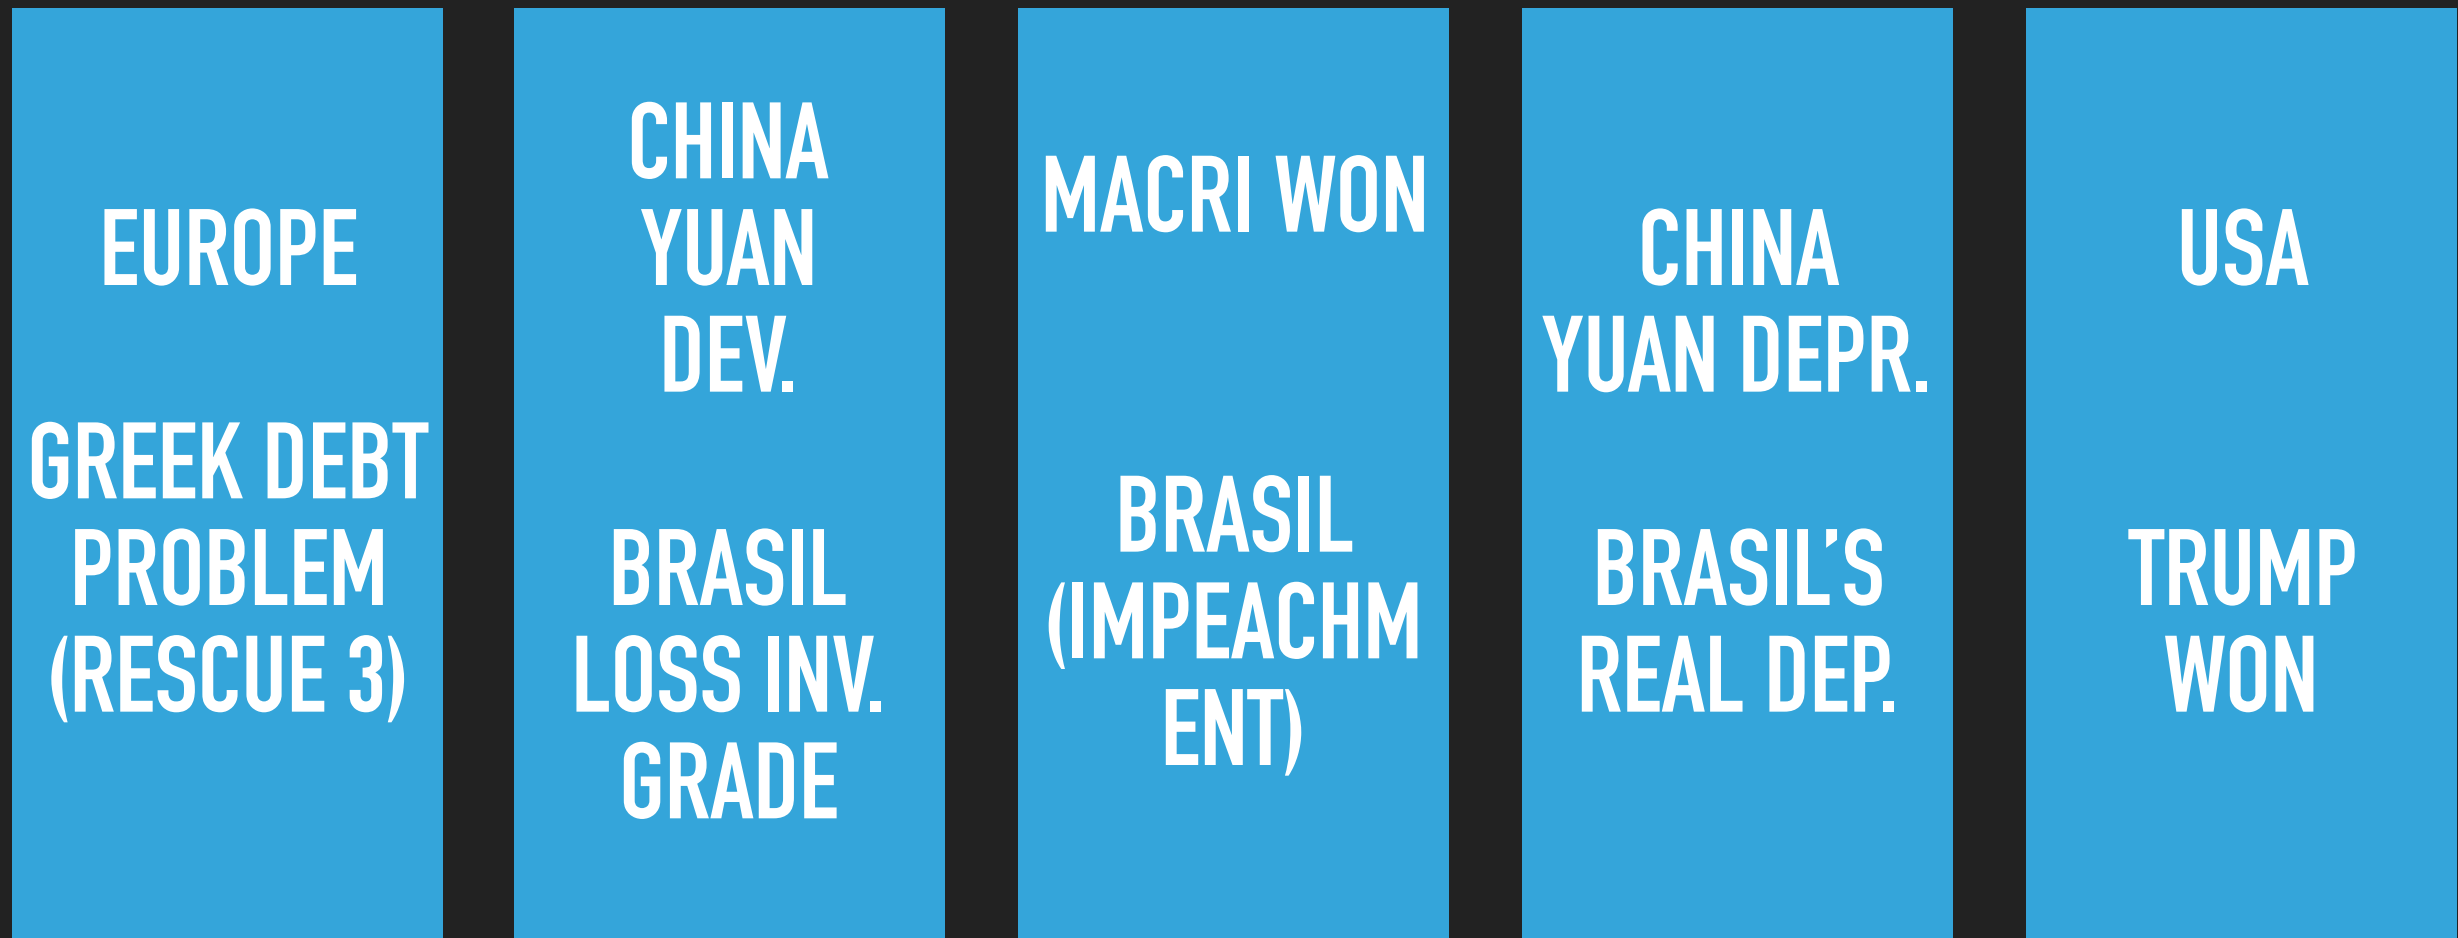 EUROPE
GREEK DEBT
PROBLEM
(RESCUE 3)
CHINA
YUAN
DEV.
BRASIL
LOSS INV.
GRADE
MACRI WON
BRASIL
(IMPEACHM
ENT)
CHINA
YUAN DEPR.
BRASIL’S
REAL DEP.
USA
TRUMP
WON